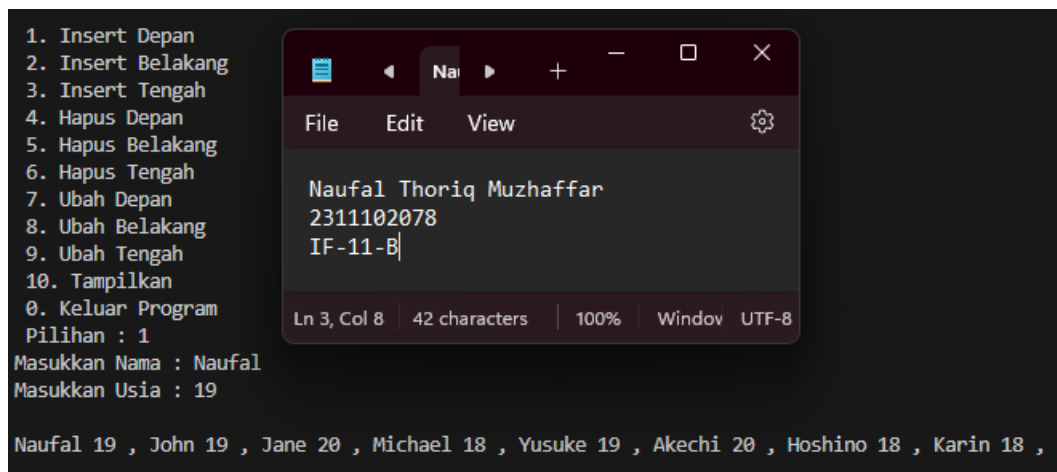 1. Insert Depan
2. Insert Belakang
3. Insert Tengah
4. Hapus Depan
5. Hapus Belakang
6. Hapus Tengah
7. Ubah Depan
8. Ubah Belakang
9. Ubah Tengah
10. Tampilkan
0. Keluar Program
Pilihan : 1
Masukkan Nama : Naufal
Masukkan Usia : 19
Naufal 19 , John 19 , Jane 20 , Michael 18 , Yusuke 19 , Akechi 20 , Hoshino 18 , Karin 18 ,
Nau
File Edit View
Naufal Thoriq Muzhaffar
2311102078
IF-11-B
Ln 3, Col 8 42 characters 100% Window UTF-8